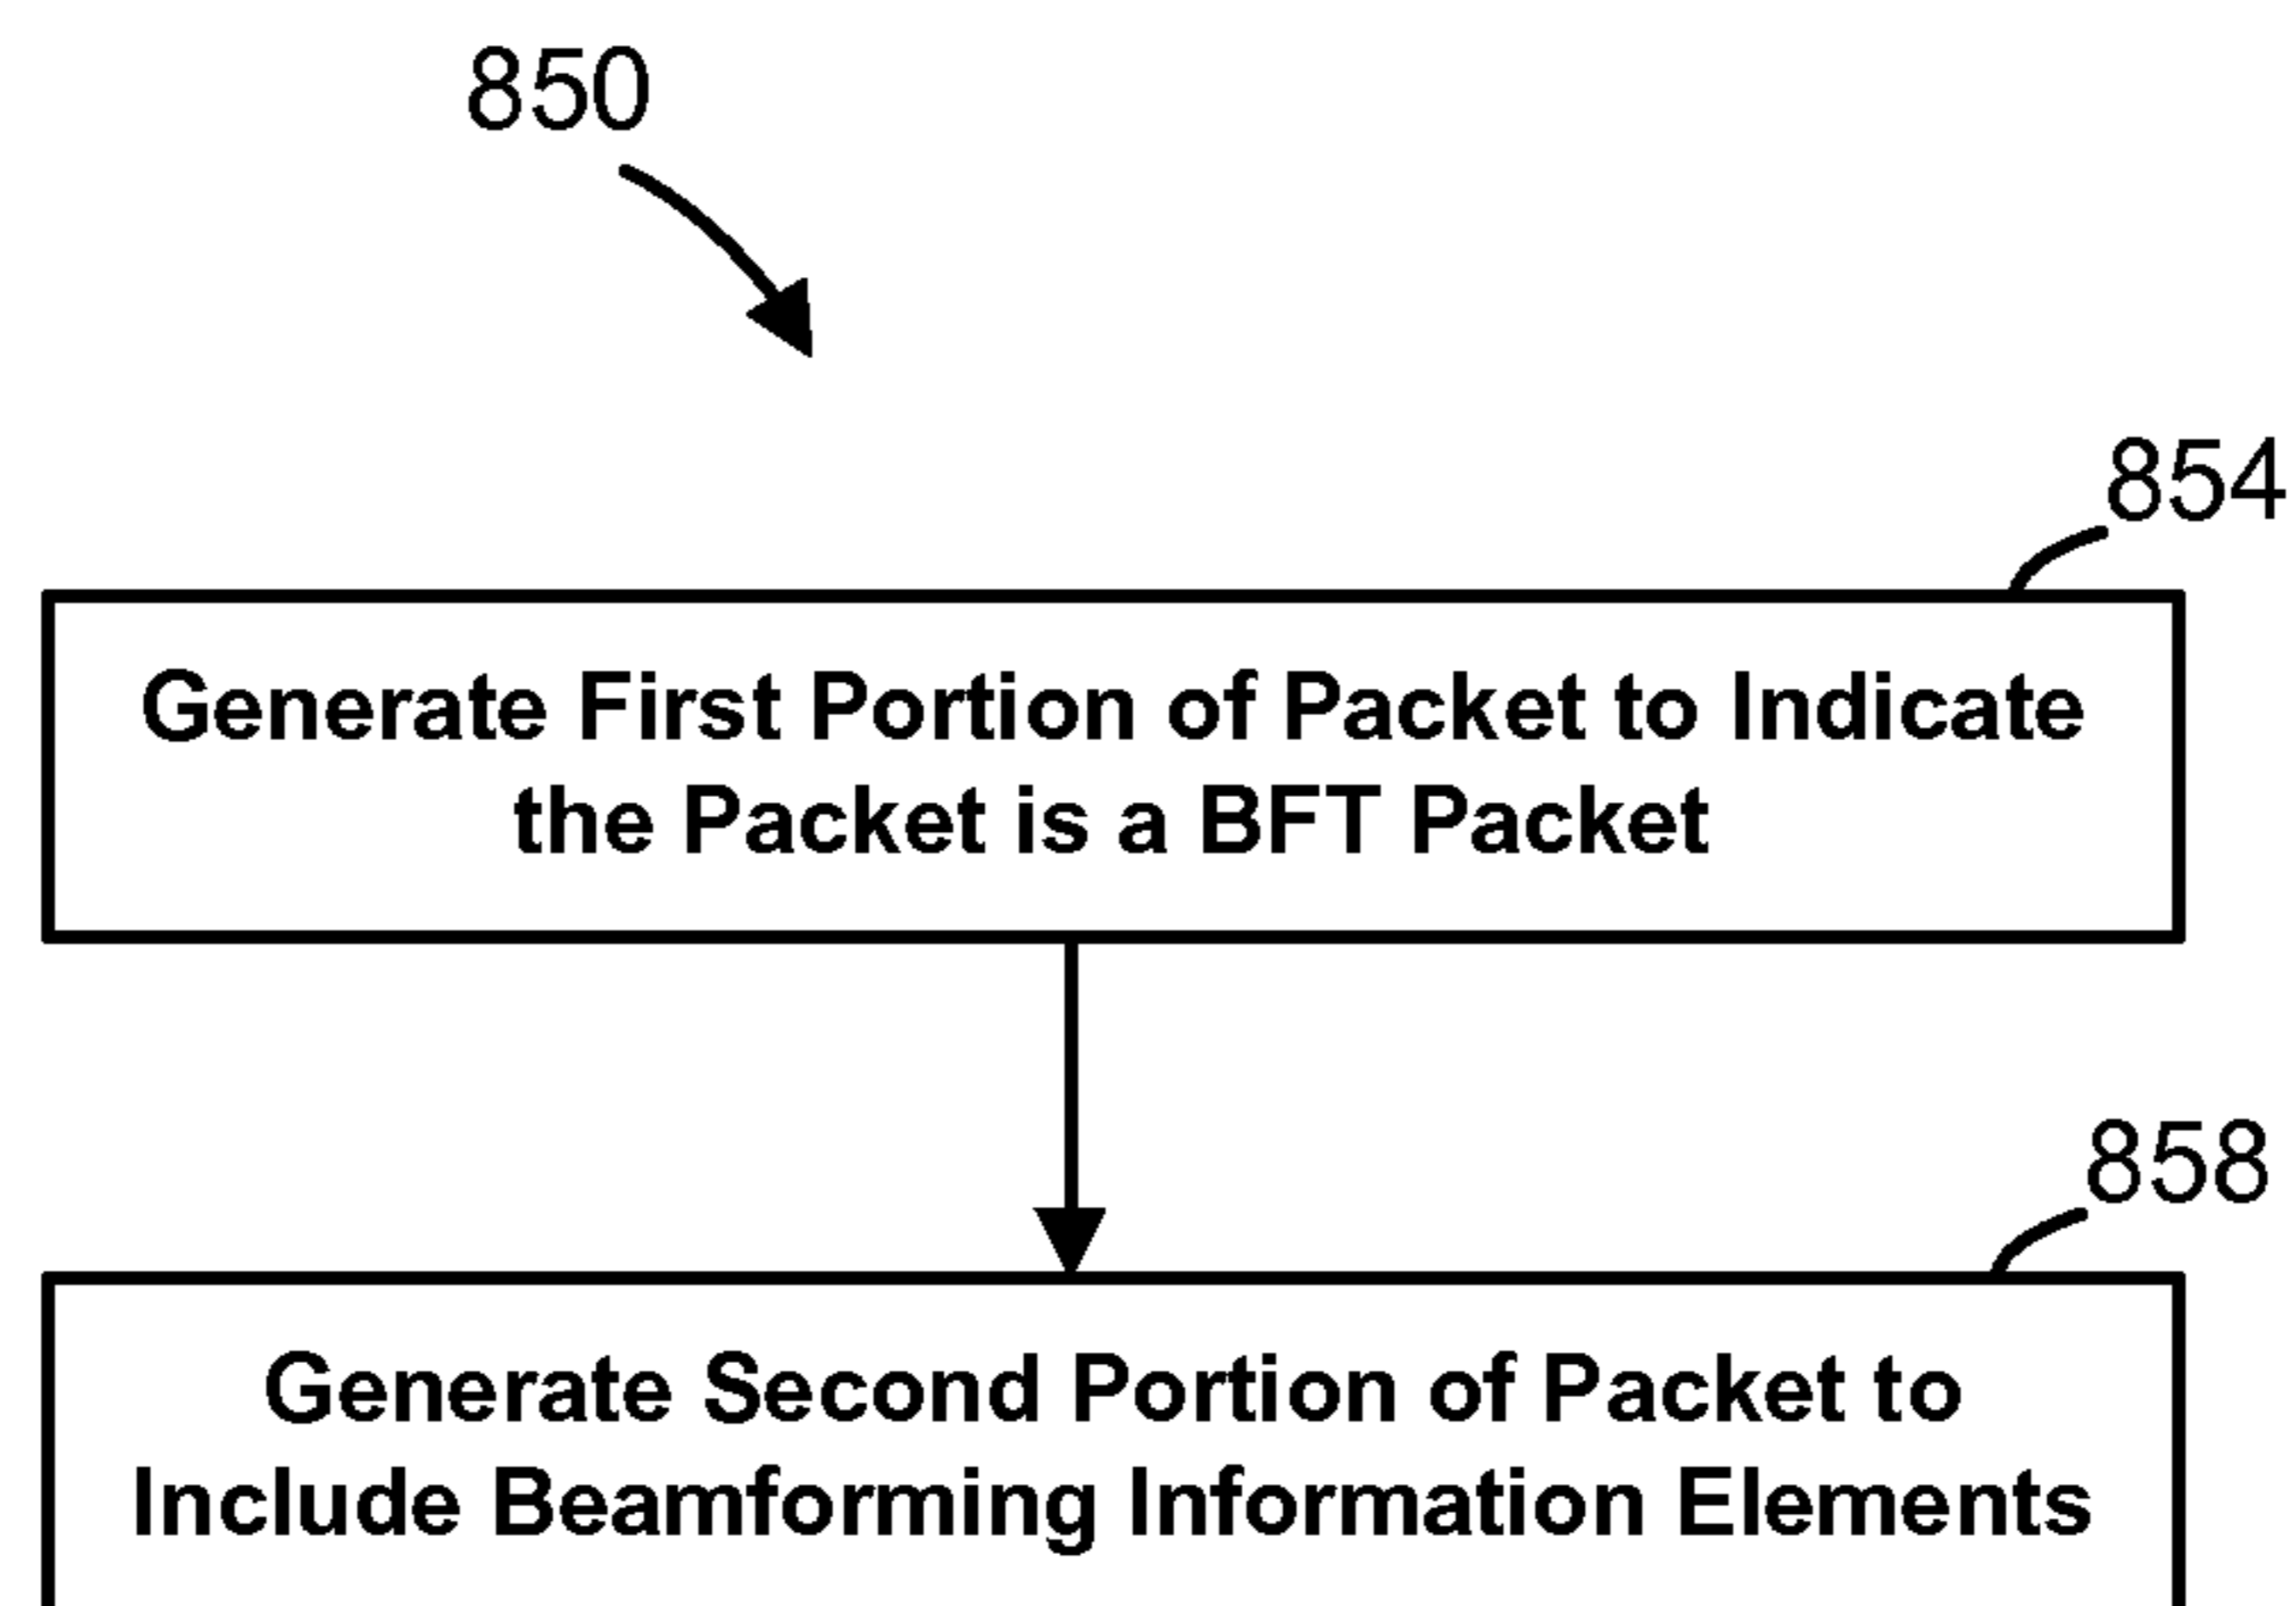 850
854
Generate First Portion of Packet to Indicate
the Packet is a BFT Packet
858
Generate Second Portion of Packet to
Include Beamforming Information Elements